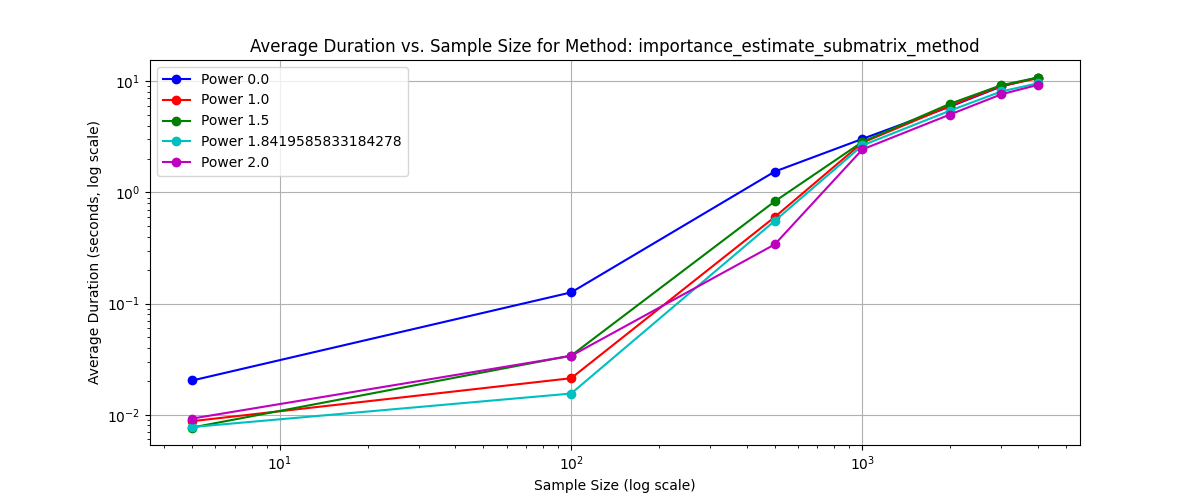 Average Duration vs. Sample Size for Method: importance_estimate_submatrix_method
Power 0.0
Power 1.0
Power 1.5
Power 1.8419585833184278
Power 2.0
Average Duration (seconds, log scale)
10¹
10⁰
10⁻¹
10⁻²
10¹
10²
10³
Sample Size (log scale)